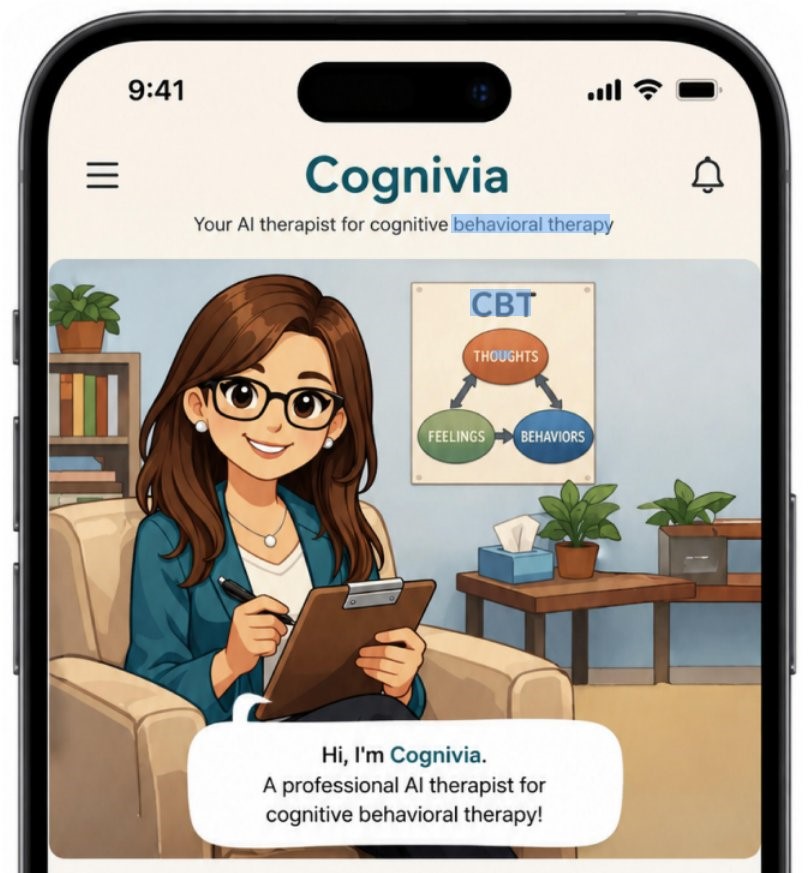 9:41
Cognivia
Your AI therapist for cognitive behavioral therapy
CBT
THOUGHTS
FEELINGS
BEHAVIORS
Hi, I'm Cognivia.
A professional AI therapist for
cognitive behavioral therapy!